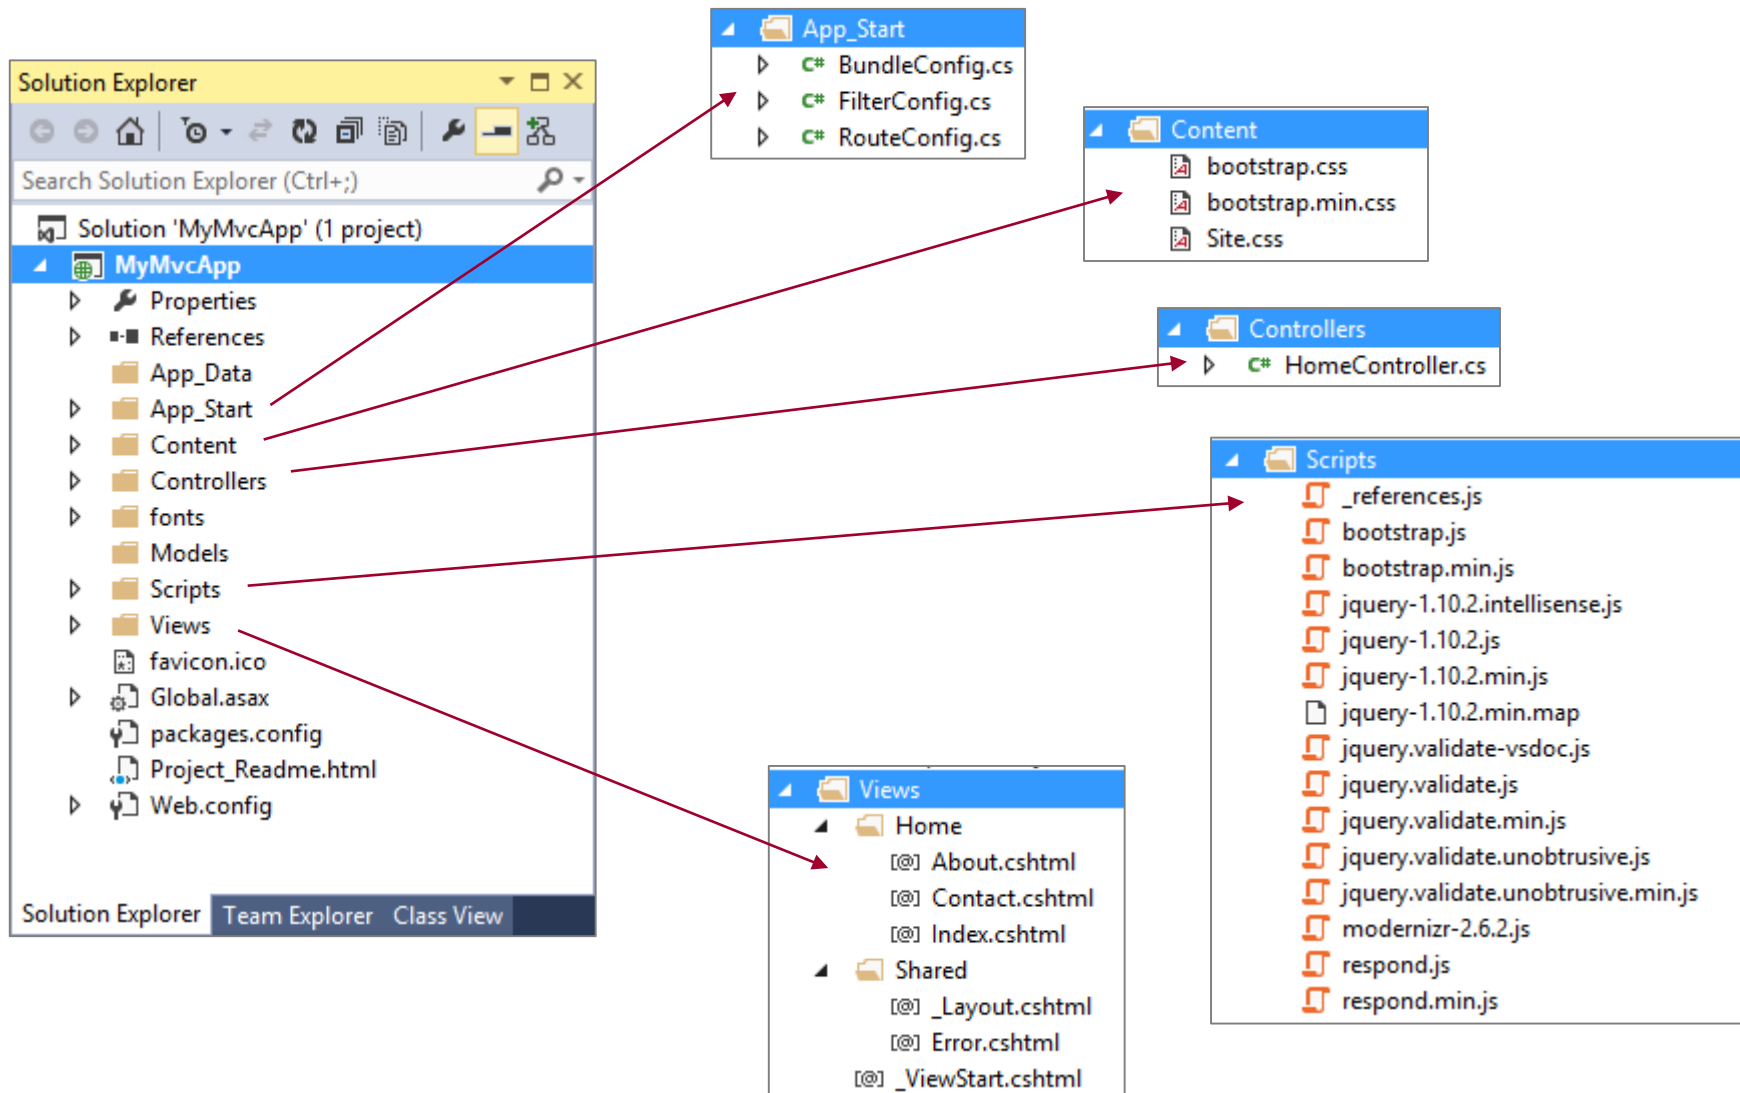 Solution Explorer
Search Solution Explorer (Ctrl+;)
Solution 'MyMvcApp' (1 project)
MyMvcApp
Properties
References
App_Data
App_Start
Content
Controllers
fonts
Models
Scripts
Views
favicon.ico
Global.asax
packages.config
Project_Readme.html
Web.config
Solution Explorer Team Explorer Class View
App_Start
C# BundleConfig.cs
C# FilterConfig.cs
C# RouteConfig.cs
Content
bootstrap.css
bootstrap.min.css
Site.css
Controllers
C# HomeController.cs
Scripts
_references.js
bootstrap.js
bootstrap.min.js
jquery-1.10.2.intellisense.js
jquery-1.10.2.js
jquery-1.10.2.min.js
jquery-1.10.2.min.map
jquery.validate-vsdoc.js
jquery.validate.js
jquery.validate.min.js
jquery.validate.unobtrusive.js
jquery.validate.unobtrusive.min.js
modernizr-2.6.2.js
respond.js
respond.min.js
Views
Home
[@] About.cshtml
[@] Contact.cshtml
[@] Index.cshtml
Shared
[@] _Layout.cshtml
[@] Error.cshtml
[@] _ViewStart.cshtml